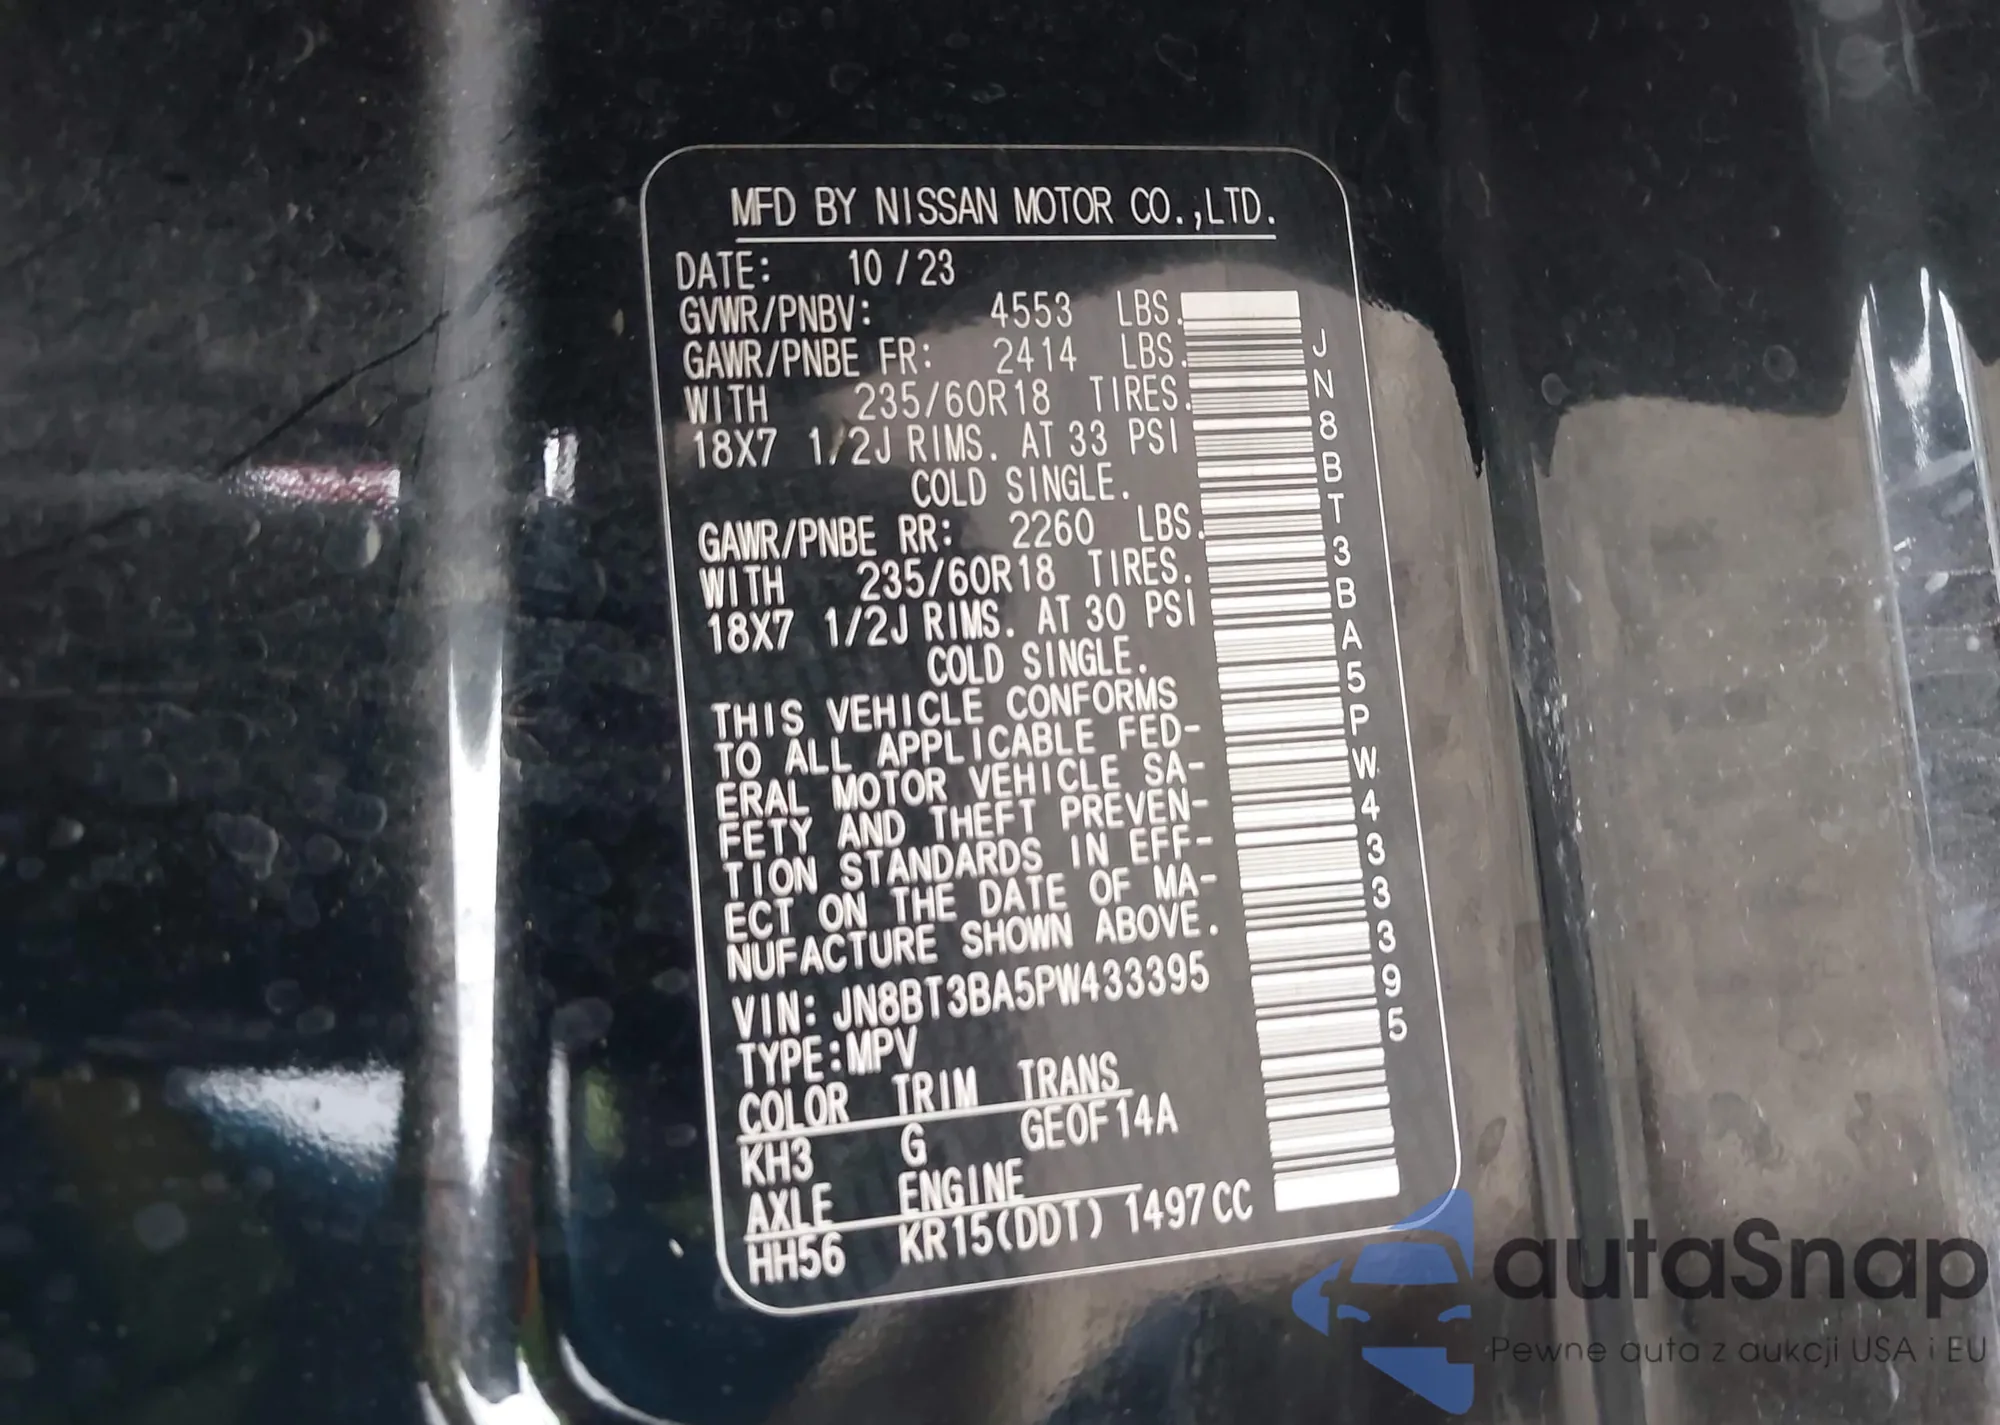 MFD BY NISSAN MOTOR CO.,LTD.
DATE: 10/23
GVWR/PNBV: 4553 LBS.
GAWR/PNBE FR: 2414 LBS.
WITH 235/60R18 TIRES.
18X7 1/2J RIMS. AT 33 PSI
COLD SINGLE.
GAWR/PNBE RR: 2260 LBS.
WITH 235/60R18 TIRES.
18X7 1/2J RIMS. AT 30 PSI
COLD SINGLE.
THIS VEHICLE CONFORMS
TO ALL APPLICABLE FED-
ERAL MOTOR VEHICLE SA-
FETY AND THEFT PREVEN-
TION STANDARDS IN EFF-
ECT ON THE DATE OF MA-
NUFACTURE SHOWN ABOVE.
VIN: JN8BT3BA5PW433395
TYPE:MPV
COLOR TRIM TRANS
KH3 G GEOF14A
AXLE ENGINE
HH56 KR15(DDT) 1497CC
JN8BT3BA5PW433395
autaSnap
Pewne auta z aukcji USA i EU